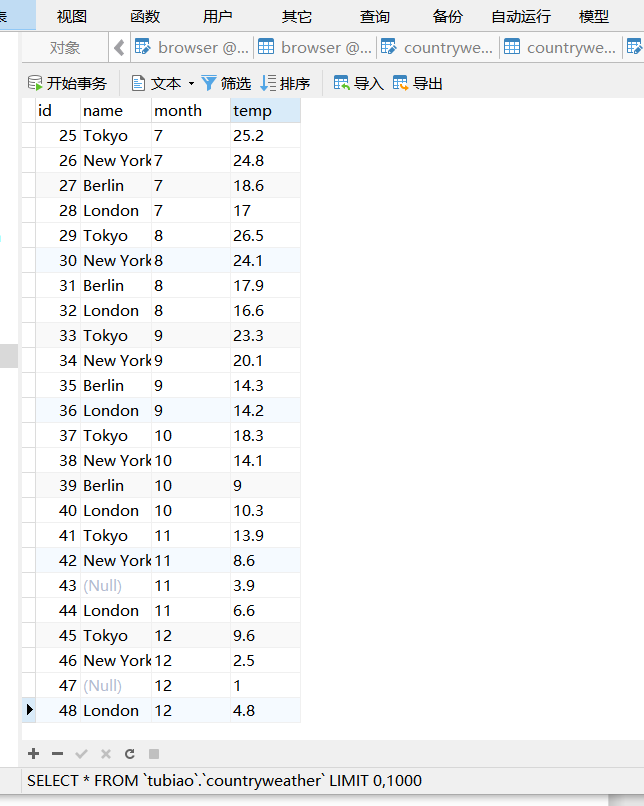 表 视图 函数 用户 其它 查询 备份 自动运行 模型
对象 browser @... browser @... countrywe... countrywe...
开始事务 文本 筛选 排序 导入 导出
id name month temp
25 Tokyo 7 25.2
26 New York 7 24.8
27 Berlin 7 18.6
28 London 7 17
29 Tokyo 8 26.5
30 New York 8 24.1
31 Berlin 8 17.9
32 London 8 16.6
33 Tokyo 9 23.3
34 New York 9 20.1
35 Berlin 9 14.3
36 London 9 14.2
37 Tokyo 10 18.3
38 New York 10 14.1
39 Berlin 10 9
40 London 10 10.3
41 Tokyo 11 13.9
42 New York 11 8.6
43 (Null) 11 3.9
44 London 11 6.6
45 Tokyo 12 9.6
46 New York 12 2.5
47 (Null) 12 1
48 London 12 4.8
SELECT * FROM `tubiao`.`countryweather` LIMIT 0,1000